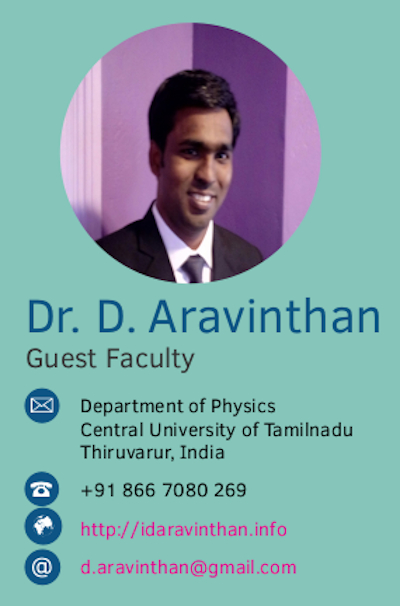 Dr. D. Aravinthan
Guest Faculty
Department of Physics
Central University of Tamilnadu
Thiruvarur, India
+91 866 7080 269
http://idaravinthan.info
@
d.aravinthan@gmail.com